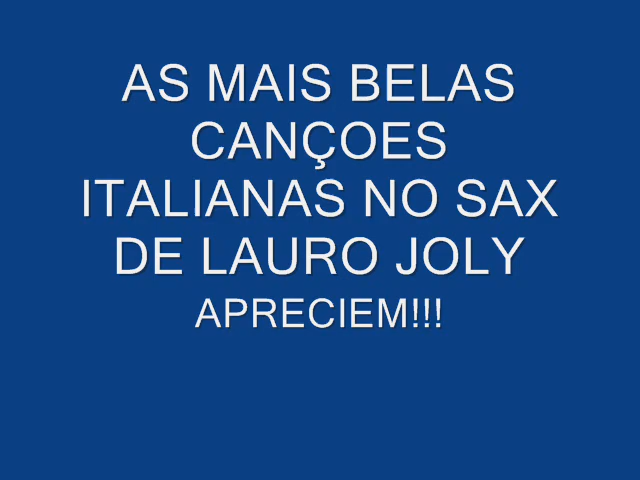 AS MAIS BELAS
CANÇOES
ITALIANAS NO SAX
DE LAURO JOLY
APRECIEM!!!